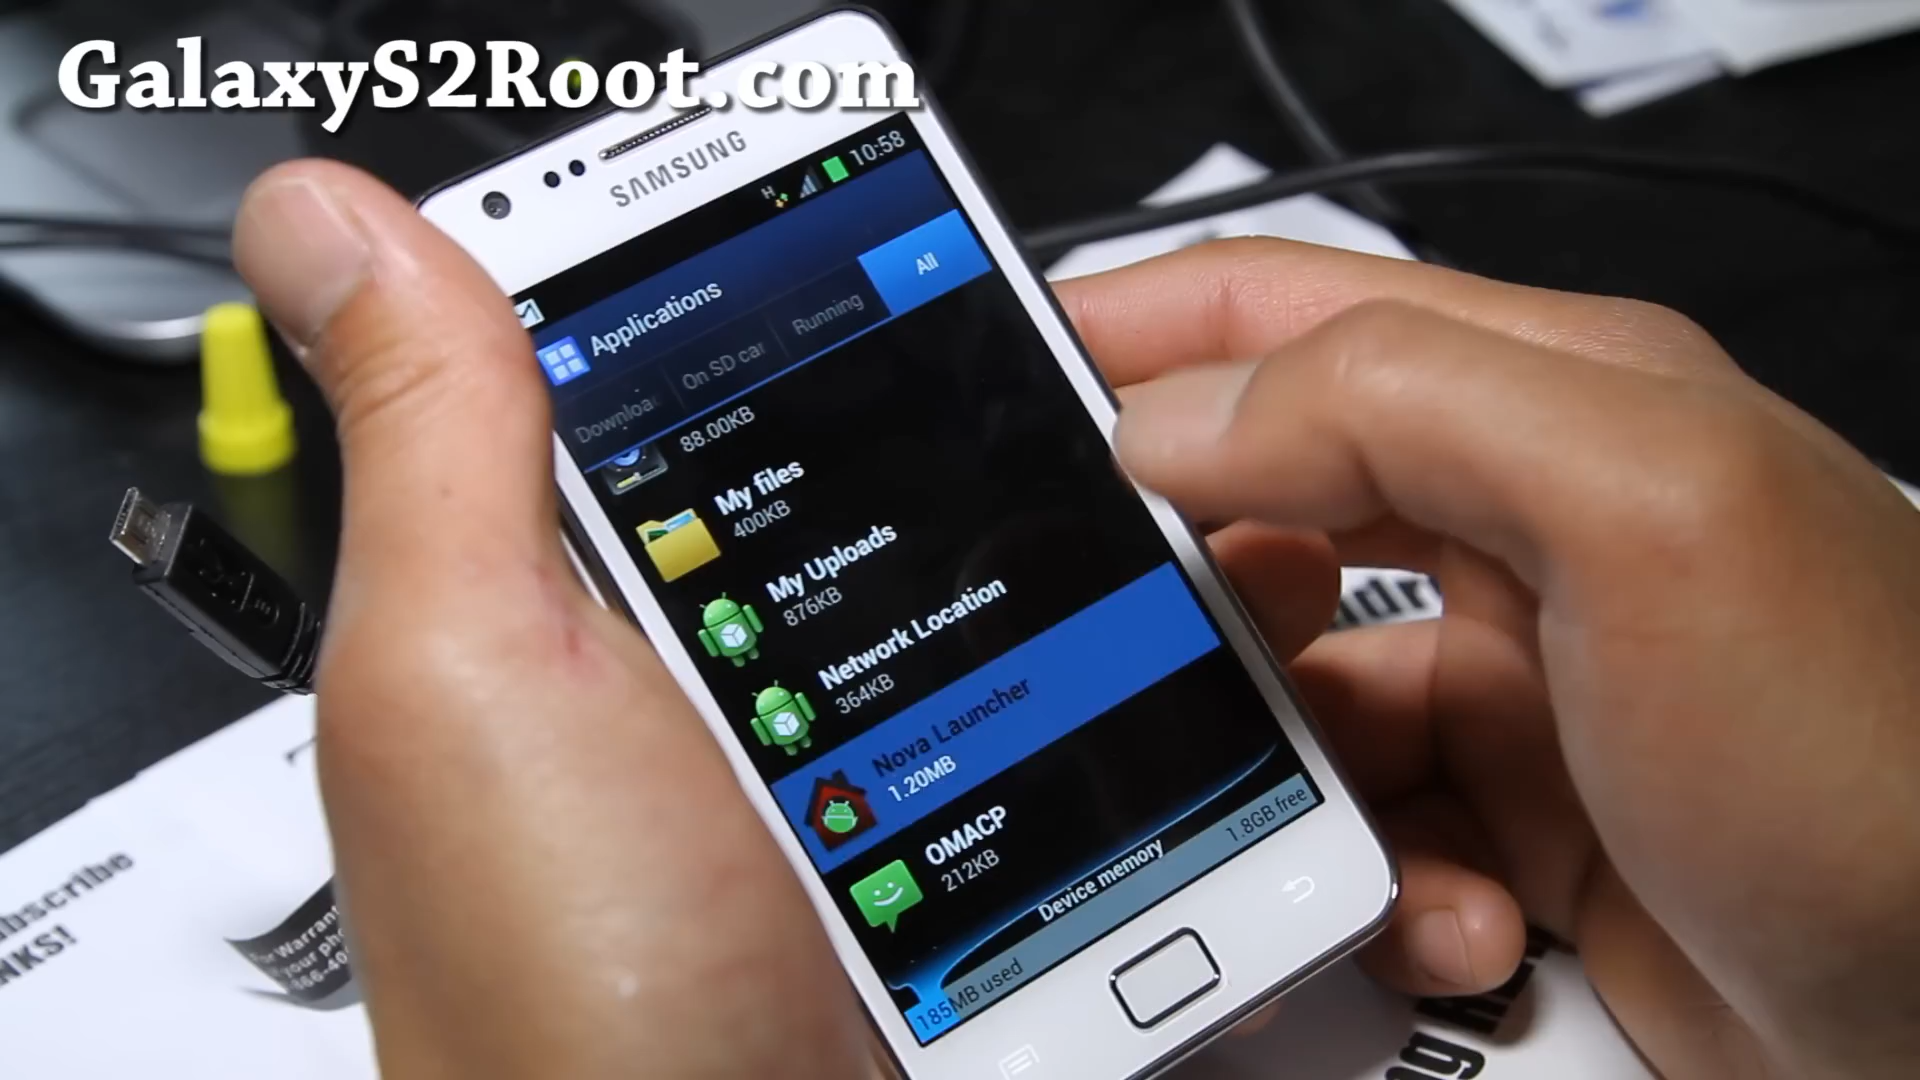 GalaxyS2Root.com
SAMSUNG
H
10:58
Applications
Downloa
On SD car
Running
All
88.00KB
My files
400KB
My Uploads
876KB
Network Location
364KB
Nova Launcher
1.20MB
OMACP
212KB
Device memory
185MB used
1.8GB free